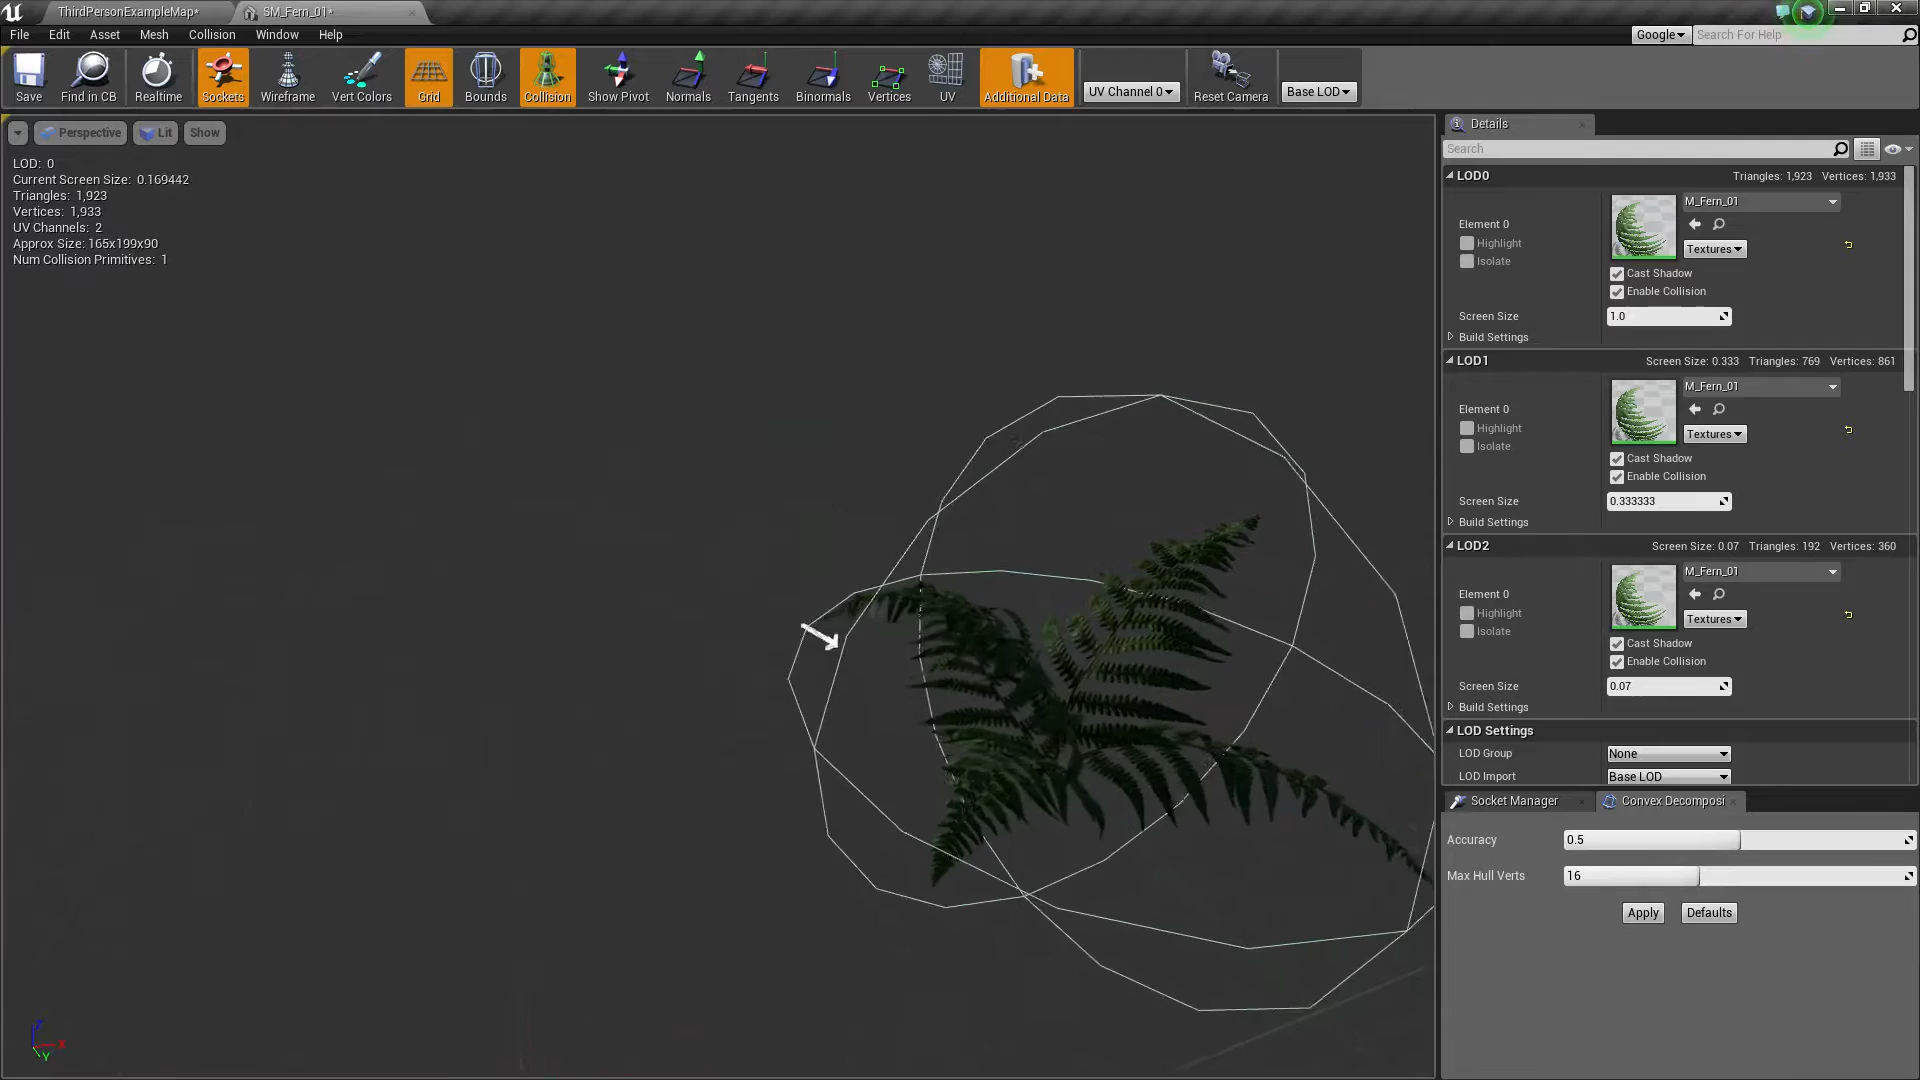 ThirdPersonExampleMap*
SM_Fern_01*
File Edit Asset Mesh Collision Window Help
Google
Search For Help
Save
Find in CB
Realtime
Sockets
Wireframe
Vert Colors
Grid
Bounds
Collision
Show Pivot
Normals
Tangents
Binormals
Vertices
UV
Additional Data
UV Channel 0
Reset Camera
Base LOD
Perspective
Lit
Show
LOD: 0
Current Screen Size: 0.169442
Triangles: 1,923
Vertices: 1,933
UV Channels: 2
Approx Size: 165x199x90
Num Collision Primitives: 1
Z
X
Y
Details
Search
LOD0 Triangles: 1,923 Vertices: 1,933
M_Fern_01
Element 0
Highlight
Isolate
Textures
Cast Shadow
Enable Collision
Screen Size 1.0
Build Settings
LOD1 Screen Size: 0.333 Triangles: 769 Vertices: 861
M_Fern_01
Element 0
Highlight
Isolate
Textures
Cast Shadow
Enable Collision
Screen Size 0.333333
Build Settings
LOD2 Screen Size: 0.07 Triangles: 192 Vertices: 360
M_Fern_01
Element 0
Highlight
Isolate
Textures
Cast Shadow
Enable Collision
Screen Size 0.07
Build Settings
LOD Settings
LOD Group None
LOD Import Base LOD
Socket Manager
Convex Decomposi
Accuracy 0.5
Max Hull Verts 16
Apply Defaults